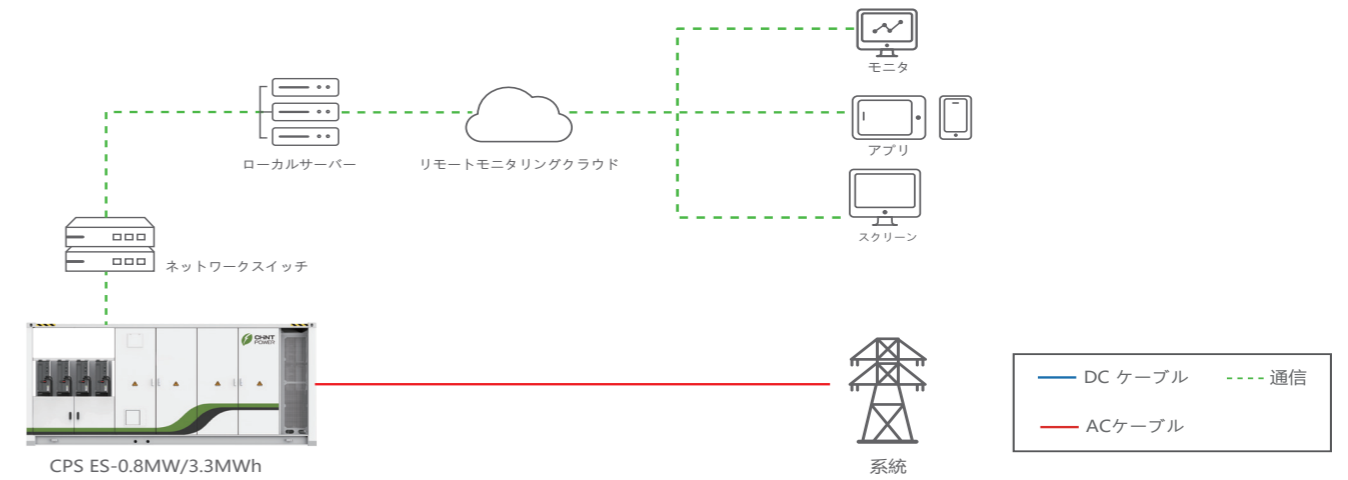 モニタ
アプリ
ローカルサーバー
リモートモニタリングクラウド
スクリーン
ネットワークスイッチ
CHNT
POWER
DC ケーブル
通信
ACケーブル
CPS ES-0.8MW/3.3MWh
系統